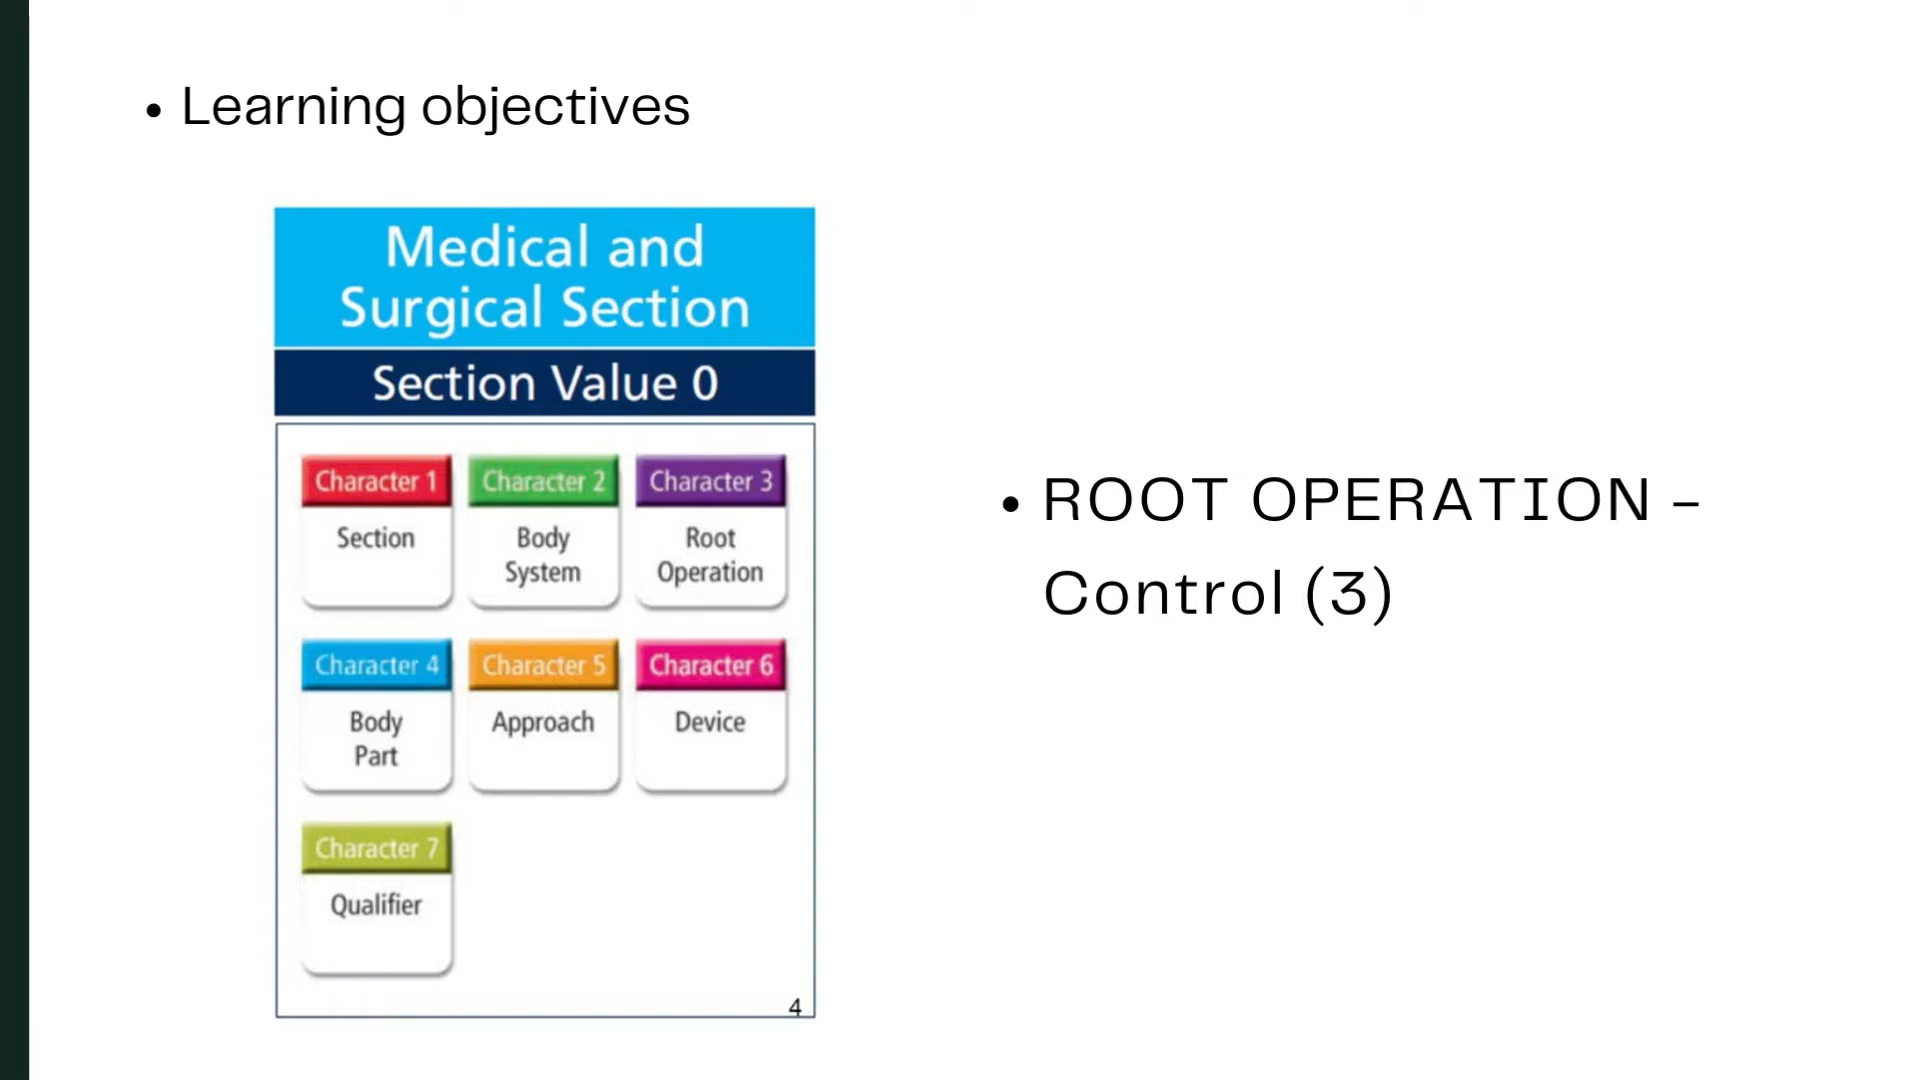 • Learning objectives
Medical and
Surgical Section
Section Value 0
Character 1
Section
Character 2
Body
System
Character 3
Root
Operation
Character 4
Body
Part
Character 5
Approach
Character 6
Device
Character 7
Qualifier
4
• ROOT OPERATION –
Control (3)